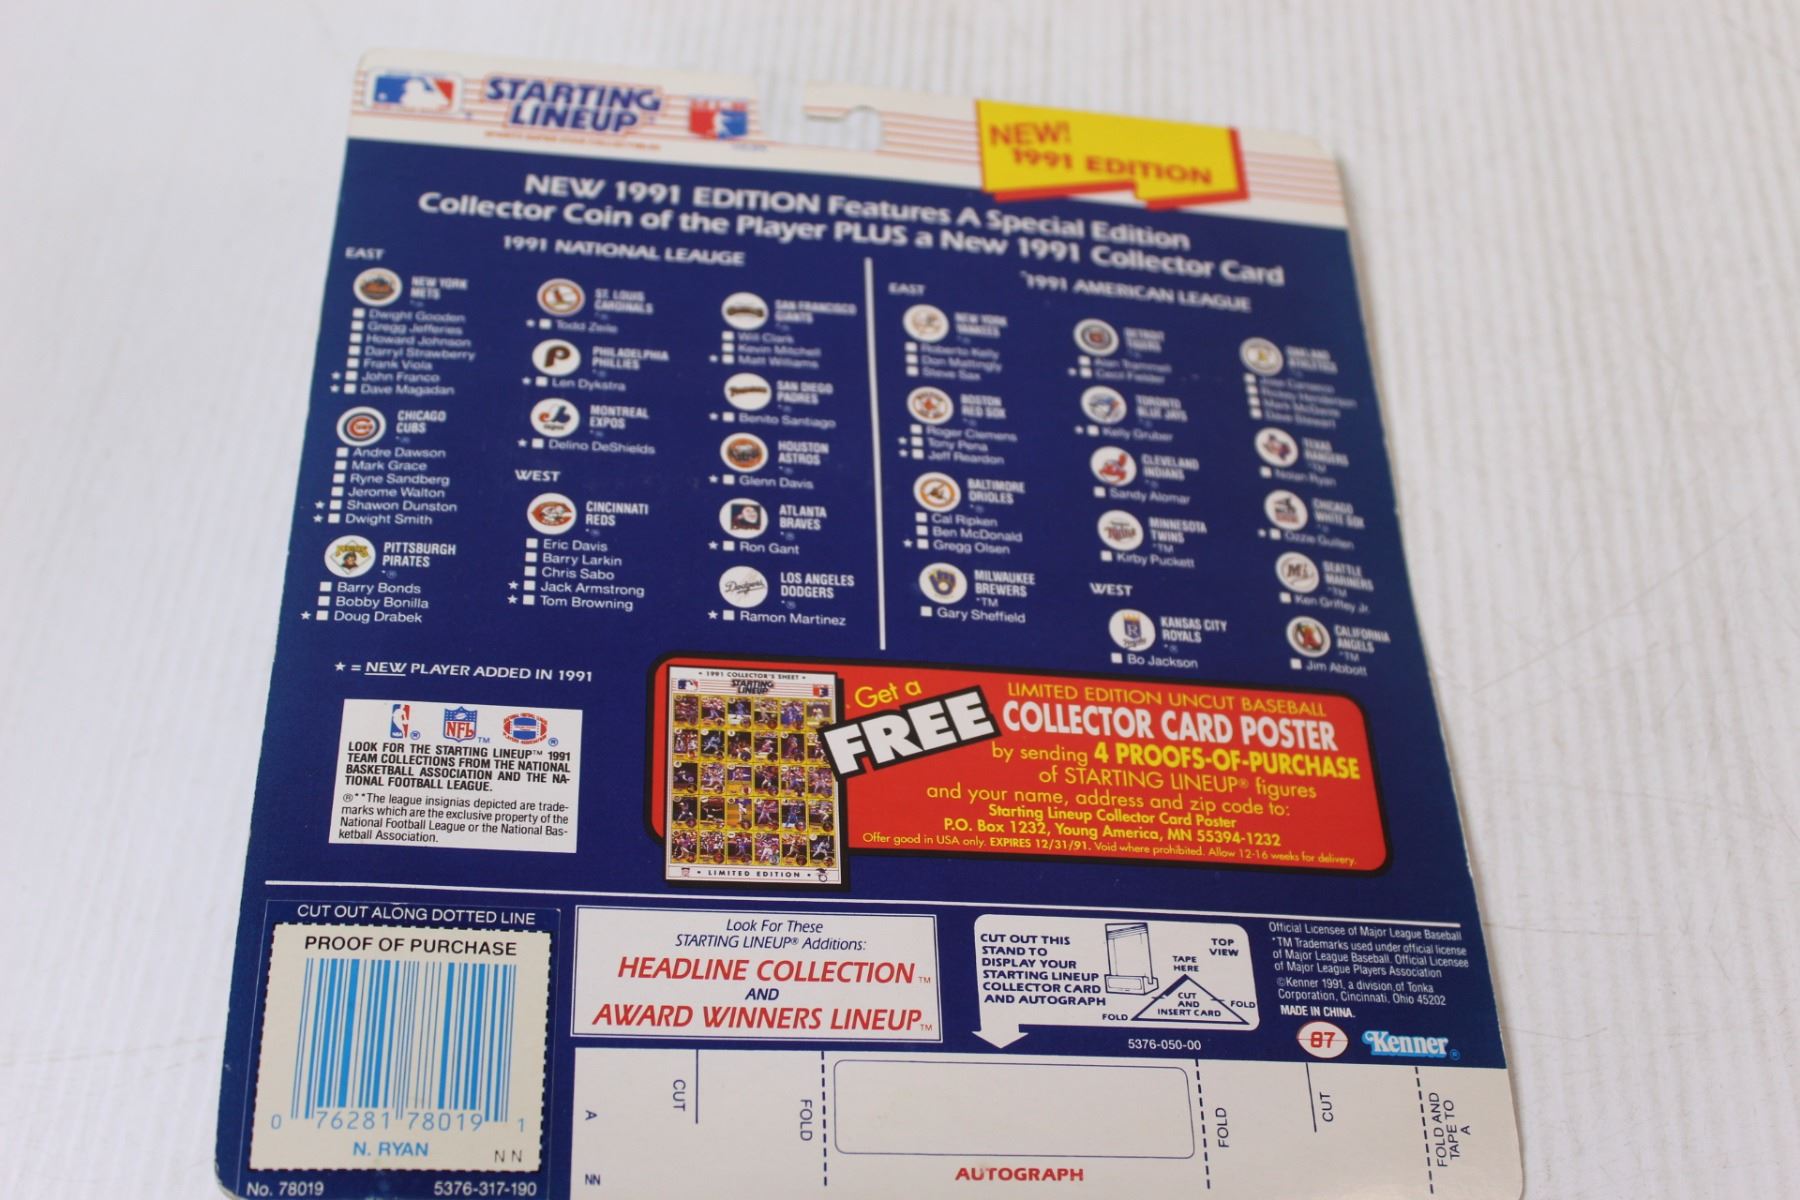 STARTING
LINEUP
NEW!
1991 EDITION
NEW 1991 EDITION Features A Special Edition
Collector Coin of the Player PLUS a New 1991 Collector Card
1991 NATIONAL LEAUGE
EAST
NEW YORK
METS
Dwight Gooden
Gregg Jefferies
Howard Johnson
Darryl Strawberry
Frank Viola
★ John Franco
★ Dave Magadan
CHICAGO
CUBS
Andre Dawson
Mark Grace
Ryne Sandberg
Jerome Walton
★ Shawon Dunston
★ Dwight Smith
PITTSBURGH
PIRATES
Barry Bonds
Bobby Bonilla
★ Doug Drabek
ST. LOUIS
CARDINALS
★ Todd Zeile
PHILADELPHIA
PHILLIES
★ Len Dykstra
MONTREAL
EXPOS
★ Delino DeShields
WEST
CINCINNATI
REDS
Eric Davis
Barry Larkin
Chris Sabo
★ Jack Armstrong
★ Tom Browning
SAN FRANCISCO
GIANTS
Will Clark
Kevin Mitchell
★ Matt Williams
SAN DIEGO
PADRES
★ Benito Santiago
HOUSTON
ASTROS
★ Glenn Davis
ATLANTA
BRAVES
★ Ron Gant
Dodgers
LOS ANGELES
DODGERS
★ Ramon Martinez
1991 AMERICAN LEAGUE
EAST
NEW YORK
YANKEES
Roberto Kelly
Don Mattingly
Steve Sax
BOSTON
RED SOX
Roger Clemens
★ Tony Pena
★ Jeff Reardon
BALTIMORE
ORIOLES
Cal Ripken
Ben McDonald
★ Gregg Olsen
MILWAUKEE
BREWERS
*TM
Gary Sheffield
DETROIT
TIGERS
Alan Trammell
★ Cecil Fielder
TORONTO
BLUE JAYS
★ Kelly Gruber
CLEVELAND
INDIANS
Sandy Alomar
MINNESOTA
TWINS
*TM
Kirby Puckett
WEST
KANSAS CITY
ROYALS
Bo Jackson
OAKLAND
ATHLETICS
Jose Canseco
Rickey Henderson
Mark McGwire
Dave Stewart
TEXAS
RANGERS
*TM
Nolan Ryan
CHICAGO
WHITE SOX
★ Ozzie Guillen
SEATTLE
MARINERS
*TM
Ken Griffey Jr.
CALIFORNIA
ANGELS
*TM
Jim Abbott
★ = NEW PLAYER ADDED IN 1991
NFL
LOOK FOR THE STARTING LINEUP™ 1991
TEAM COLLECTIONS FROM THE NATIONAL
BASKETBALL ASSOCIATION AND THE NA-
TIONAL FOOTBALL LEAGUE.
®**The league insignias depicted are trade-
marks which are the exclusive property of the
National Football League or the National Bas-
ketball Association.
• 1991 COLLECTOR'S SHEET •
STARTING
LINEUP
• LIMITED EDITION •
Get a
FREE
LIMITED EDITION UNCUT BASEBALL
COLLECTOR CARD POSTER
by sending 4 PROOFS-OF-PURCHASE
of STARTING LINEUP® figures
and your name, address and zip code to:
Starting Lineup Collector Card Poster
P.O. Box 1232, Young America, MN 55394-1232
Offer good in USA only. EXPIRES 12/31/91. Void where prohibited. Allow 12-16 weeks for delivery.
CUT OUT ALONG DOTTED LINE
PROOF OF PURCHASE
0 76281 78019 1
N. RYAN
NN
No. 78019
5376-317-190
Look For These
STARTING LINEUP® Additions:
HEADLINE COLLECTION™
AND
AWARD WINNERS LINEUP™
CUT OUT THIS
STAND TO
DISPLAY YOUR
STARTING LINEUP
COLLECTOR CARD
AND AUTOGRAPH
TOP
VIEW
TAPE
HERE
CUT
AND
INSERT CARD
FOLD
FOLD
5376-050-00
Official Licensee of Major League Baseball
*TM Trademarks used under official license
of Major League Baseball. Official Licensee
of Major League Players Association
©Kenner 1991, a division of Tonka
Corporation, Cincinnati, Ohio 45202
MADE IN CHINA.
87
Kenner®
A
NN
CUT
FOLD
AUTOGRAPH
FOLD
CUT
FOLD AND
TAPE TO
A